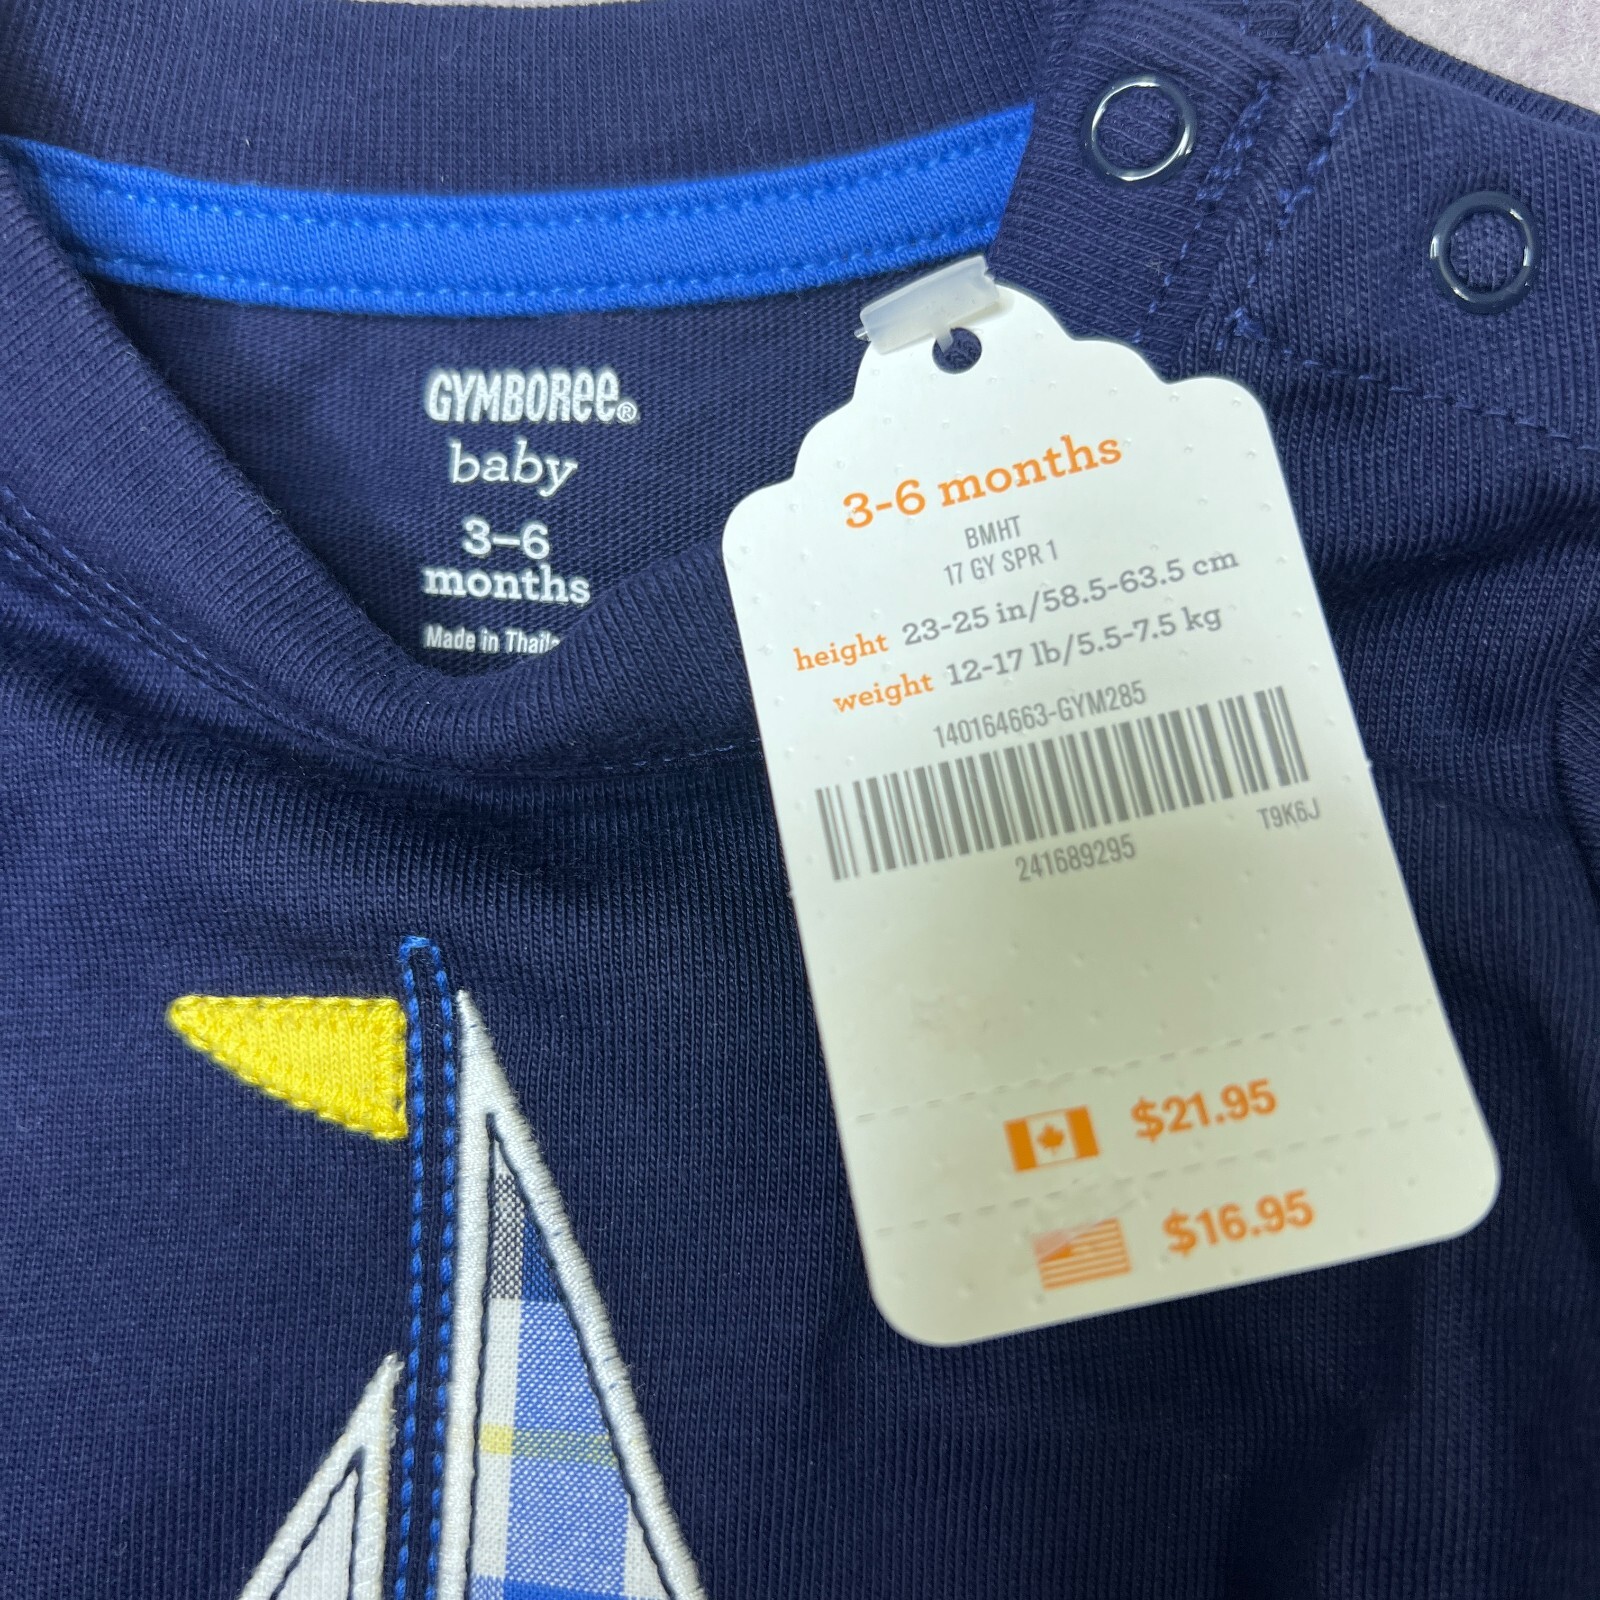 GYMBOREE®
baby
3–6
months
Made in
3-6 months
BMHT
17 GY SPR 1
height 23-25 in/58.5-63.5 cm
weight 12-17 lb/5.5-7.5 kg
140164663-GYM285
T9K6J
241689295
$21.95
$16.95